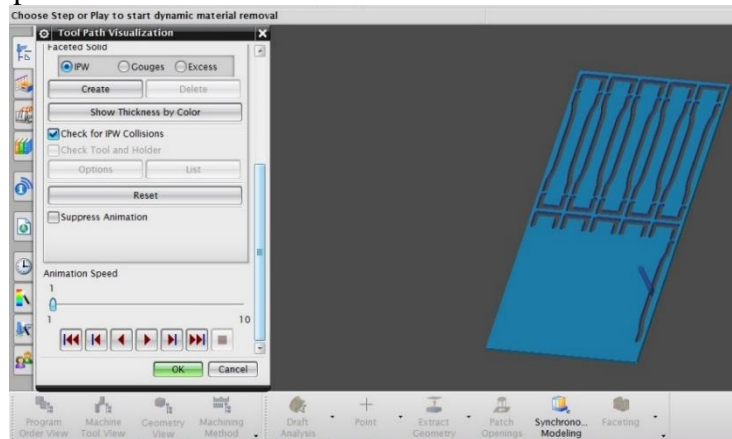 Choose Step or Play to start dynamic material removal
Tool Path Visualization
Faceted Solid
IPW Gouges Excess
Create Delete
Show Thickness by Color
Check for IPW Collisions
Check Tool and Holder
Options List
Reset
Suppress Animation
Animation Speed
1
1 10
OK Cancel
Program Order View Machine Tool View Geometry View Machining Method Draft Analysis Point Extract Geometry Patch Openings Synchrono... Modeling Faceting